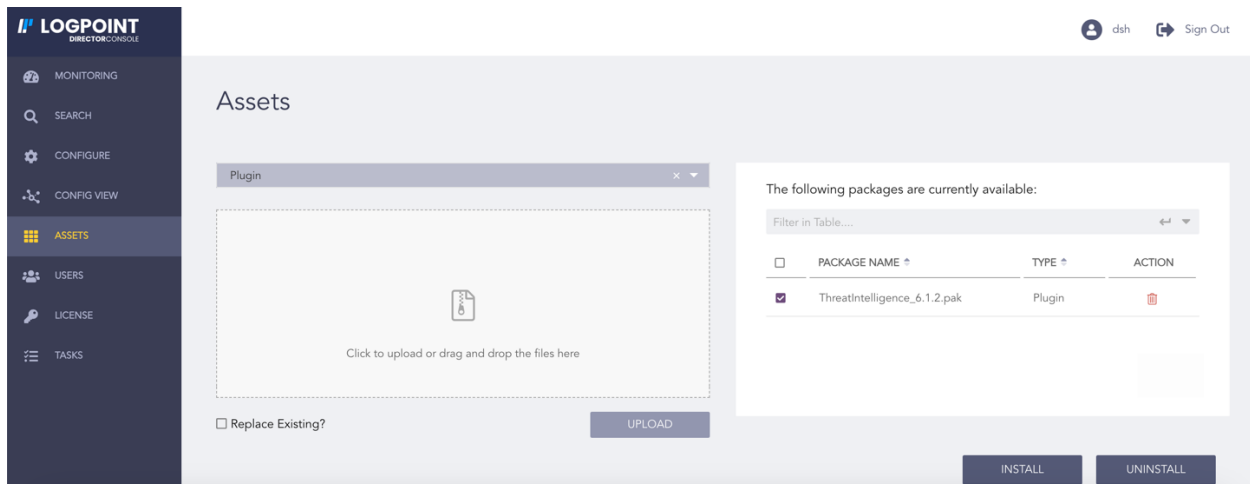 LOGPOINT
DIRECTORCONSOLE
dsh
Sign Out
MONITORING
SEARCH
CONFIGURE
CONFIG VIEW
ASSETS
USERS
LICENSE
TASKS
Assets
Plugin
Click to upload or drag and drop the files here
Replace Existing?
UPLOAD
The following packages are currently available:
Filter in Table....
PACKAGE NAME TYPE ACTION
ThreatIntelligence_6.1.2.pak Plugin
INSTALL UNINSTALL